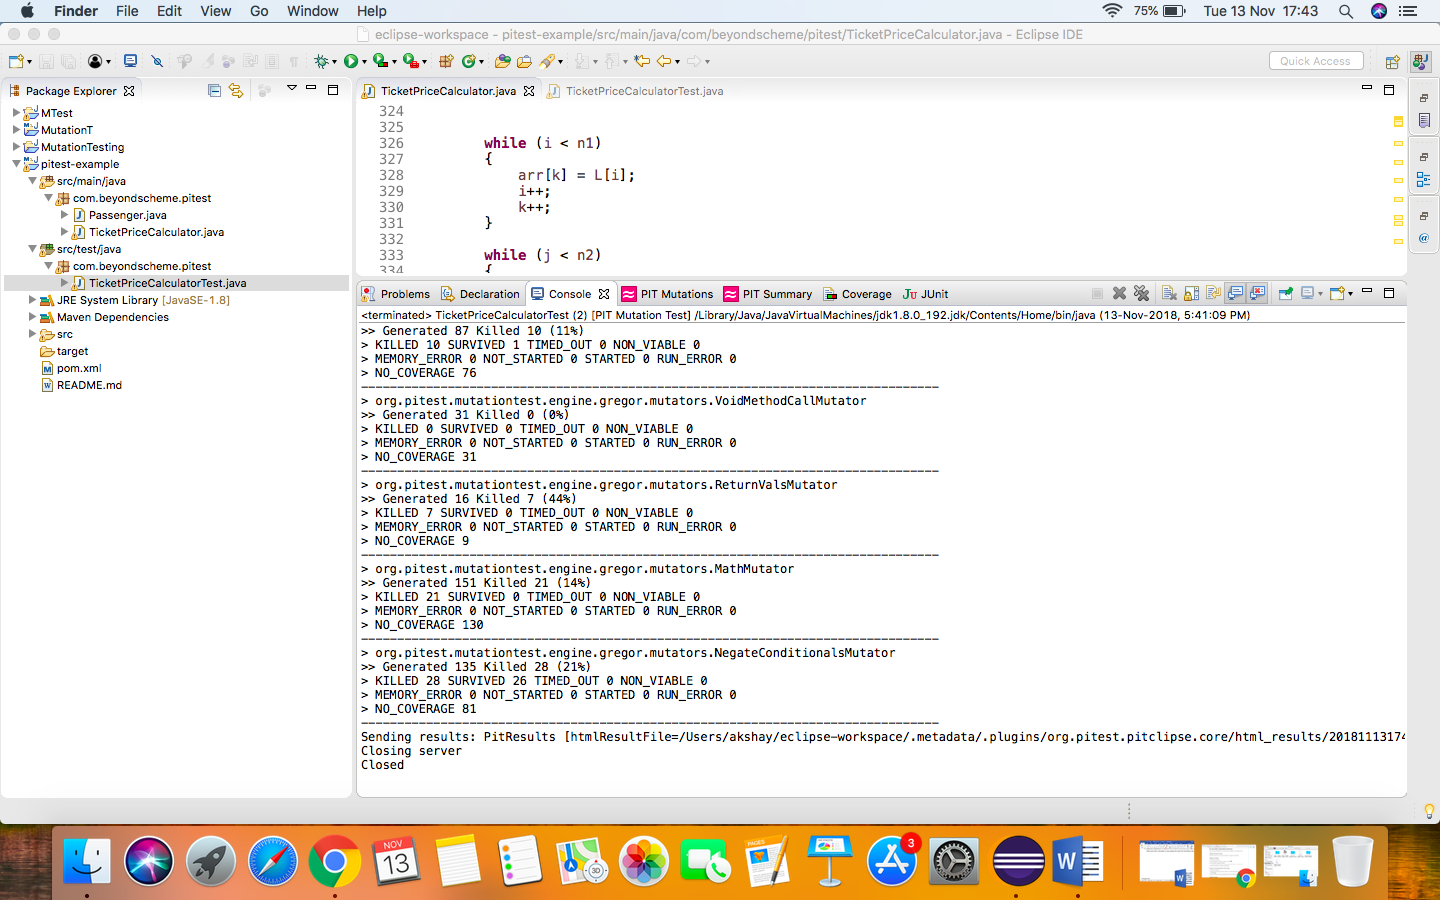 Finder File Edit View Go Window Help 75% Tue 13 Nov 17:43
eclipse-workspace - pitest-example/src/main/java/com/beyondscheme/pitest/TicketPriceCalculator.java - Eclipse IDE
Quick Access
Package Explorer
MTest
MutationT
MutationTesting
pitest-example
src/main/java
com.beyondscheme.pitest
Passenger.java
TicketPriceCalculator.java
src/test/java
com.beyondscheme.pitest
TicketPriceCalculatorTest.java
JRE System Library [JavaSE-1.8]
Maven Dependencies
src
target
pom.xml
README.md
TicketPriceCalculator.java TicketPriceCalculatorTest.java
324
325
326 while (i < n1)
327 {
328 arr[k] = L[i];
329 i++;
330 k++;
331 }
332
333 while (j < n2)
334 {
Problems Declaration Console PIT Mutations PIT Summary Coverage JUnit
<terminated> TicketPriceCalculatorTest (2) [PIT Mutation Test] /Library/Java/JavaVirtualMachines/jdk1.8.0_192.jdk/Contents/Home/bin/java (13-Nov-2018, 5:41:09 PM)
>> Generated 87 Killed 10 (11%)
> KILLED 10 SURVIVED 1 TIMED_OUT 0 NON_VIABLE 0
> MEMORY_ERROR 0 NOT_STARTED 0 STARTED 0 RUN_ERROR 0
> NO_COVERAGE 76
--------------------------------------------------------------------------------
> org.pitest.mutationtest.engine.gregor.mutators.VoidMethodCallMutator
>> Generated 31 Killed 0 (0%)
> KILLED 0 SURVIVED 0 TIMED_OUT 0 NON_VIABLE 0
> MEMORY_ERROR 0 NOT_STARTED 0 STARTED 0 RUN_ERROR 0
> NO_COVERAGE 31
--------------------------------------------------------------------------------
> org.pitest.mutationtest.engine.gregor.mutators.ReturnValsMutator
>> Generated 16 Killed 7 (44%)
> KILLED 7 SURVIVED 0 TIMED_OUT 0 NON_VIABLE 0
> MEMORY_ERROR 0 NOT_STARTED 0 STARTED 0 RUN_ERROR 0
> NO_COVERAGE 9
--------------------------------------------------------------------------------
> org.pitest.mutationtest.engine.gregor.mutators.MathMutator
>> Generated 151 Killed 21 (14%)
> KILLED 21 SURVIVED 0 TIMED_OUT 0 NON_VIABLE 0
> MEMORY_ERROR 0 NOT_STARTED 0 STARTED 0 RUN_ERROR 0
> NO_COVERAGE 130
--------------------------------------------------------------------------------
> org.pitest.mutationtest.engine.gregor.mutators.NegateConditionalsMutator
>> Generated 135 Killed 28 (21%)
> KILLED 28 SURVIVED 26 TIMED_OUT 0 NON_VIABLE 0
> MEMORY_ERROR 0 NOT_STARTED 0 STARTED 0 RUN_ERROR 0
> NO_COVERAGE 81
--------------------------------------------------------------------------------
Sending results: PitResults [htmlResultFile=/Users/akshay/eclipse-workspace/.metadata/.plugins/org.pitest.pitclipse.core/html_results/20181113174
Closing server
Closed
NOV
13
3D
PAGES
3
W